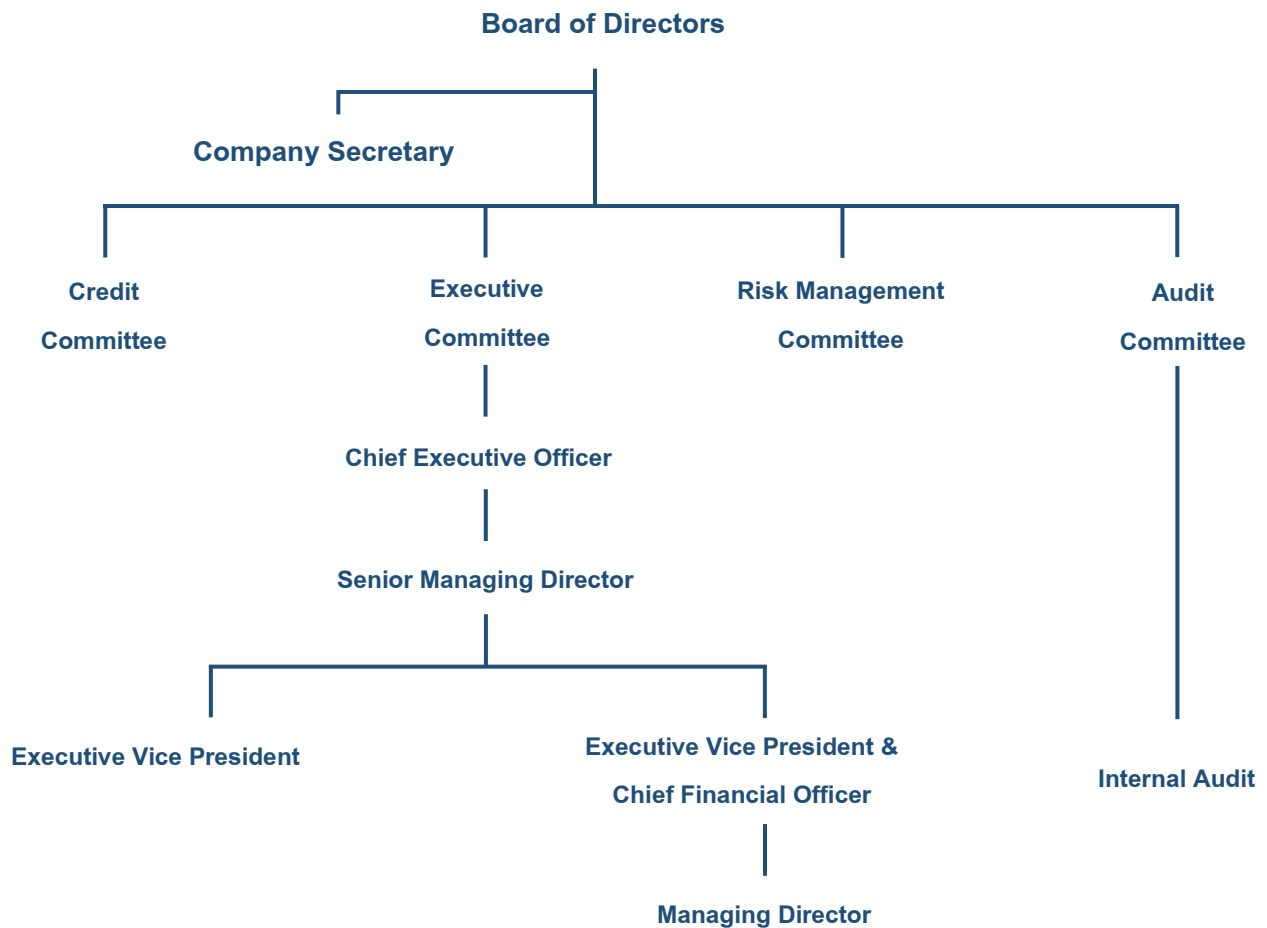 Board of Directors
Company Secretary
Credit
Committee
Executive
Committee
Risk Management
Committee
Audit
Committee
Chief Executive Officer
Senior Managing Director
Executive Vice President
Executive Vice President &
Chief Financial Officer
Internal Audit
Managing Director